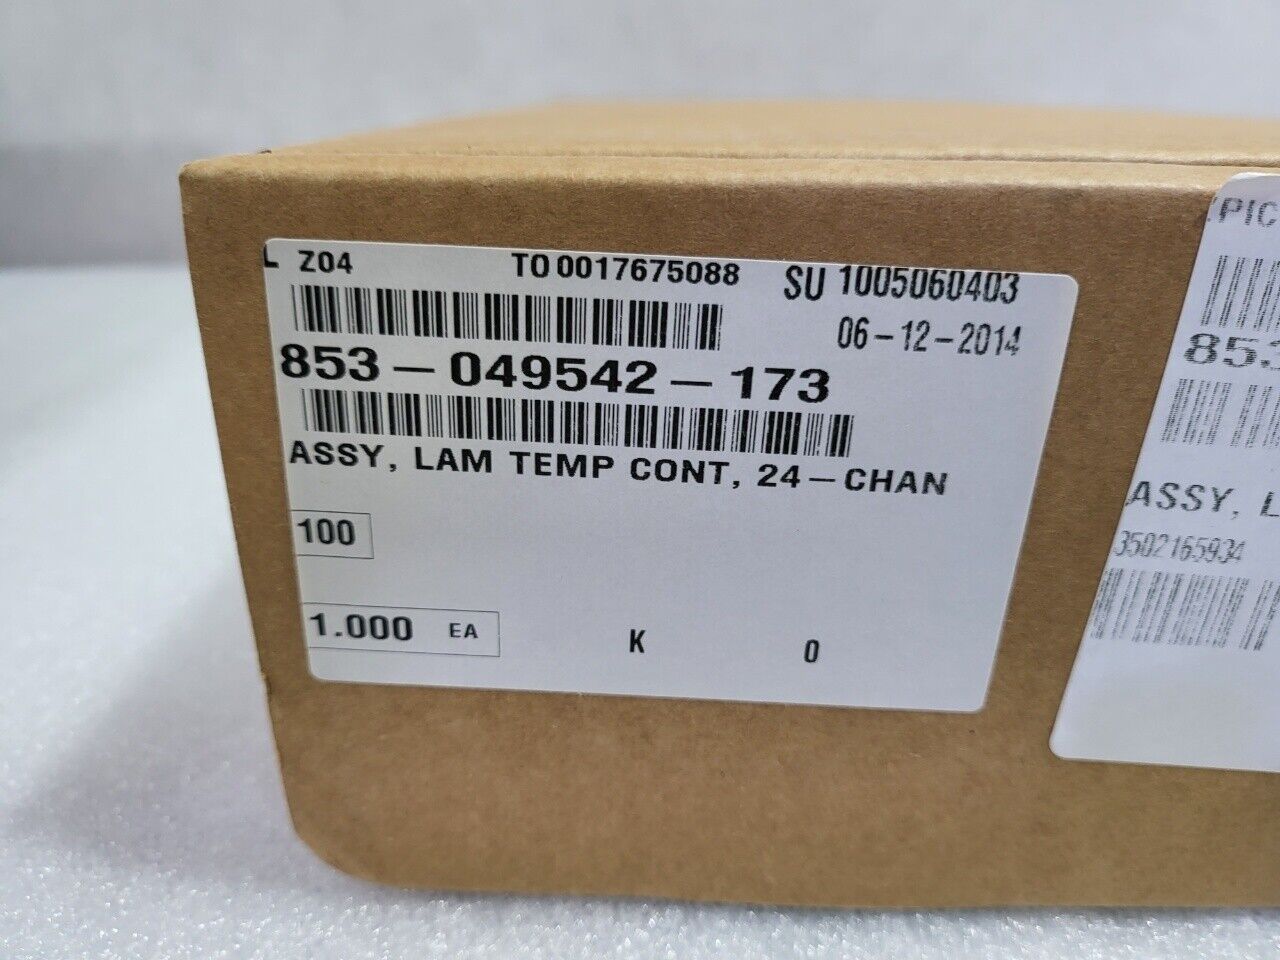 L Z04 TO 0017675088 SU 1005060403
06-12-2014
853-049542-173
ASSY, LAM TEMP CONT, 24-CHAN
100
1.000 EA K 0
PIC
853
ASSY, L
3502165934